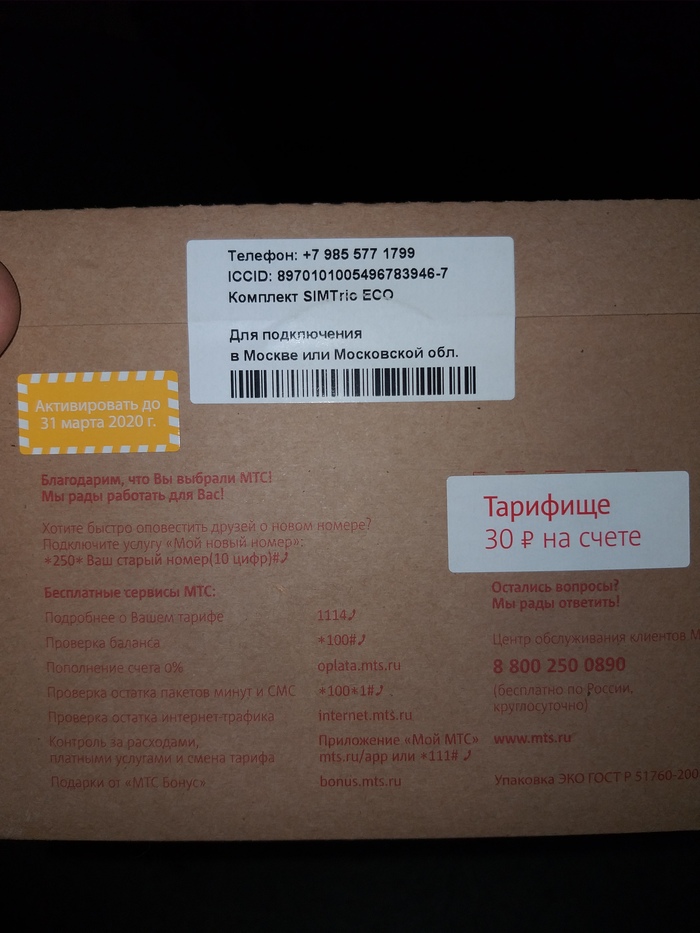 Телефон: +7 985 577 1799
ICCID: 8970101005496783946-7
Комплект SIMTrio ECO
Для подключения
в Москве или Московской обл.
Активировать до
31 марта 2020 г.
Благодарим, что Вы выбрали МТС!
Мы рады работать для Вас!
Хотите быстро оповестить друзей о новом номере?
Подключите услугу «Мой новый номер»:
*250* Ваш старый номер(10 цифр)#
Тарифище
30 ₽ на счете
Бесплатные сервисы МТС:
Подробнее о Вашем тарифе 1114
Проверка баланса *100#
Пополнение счета 0% oplata.mts.ru
Проверка остатка пакетов минут и СМС *100*1#
Проверка остатка интернет-трафика internet.mts.ru
Контроль за расходами, Приложение «Мой МТС»
платными услугами и смена тарифа mts.ru/app или *111#
Подарки от «МТС Бонус» bonus.mts.ru
Остались вопросы?
Мы рады ответить!
Центр обслуживания клиентов М
8 800 250 0890
(бесплатно по России,
круглосуточно)
www.mts.ru
Упаковка ЭКО ГОСТ Р 51760-200